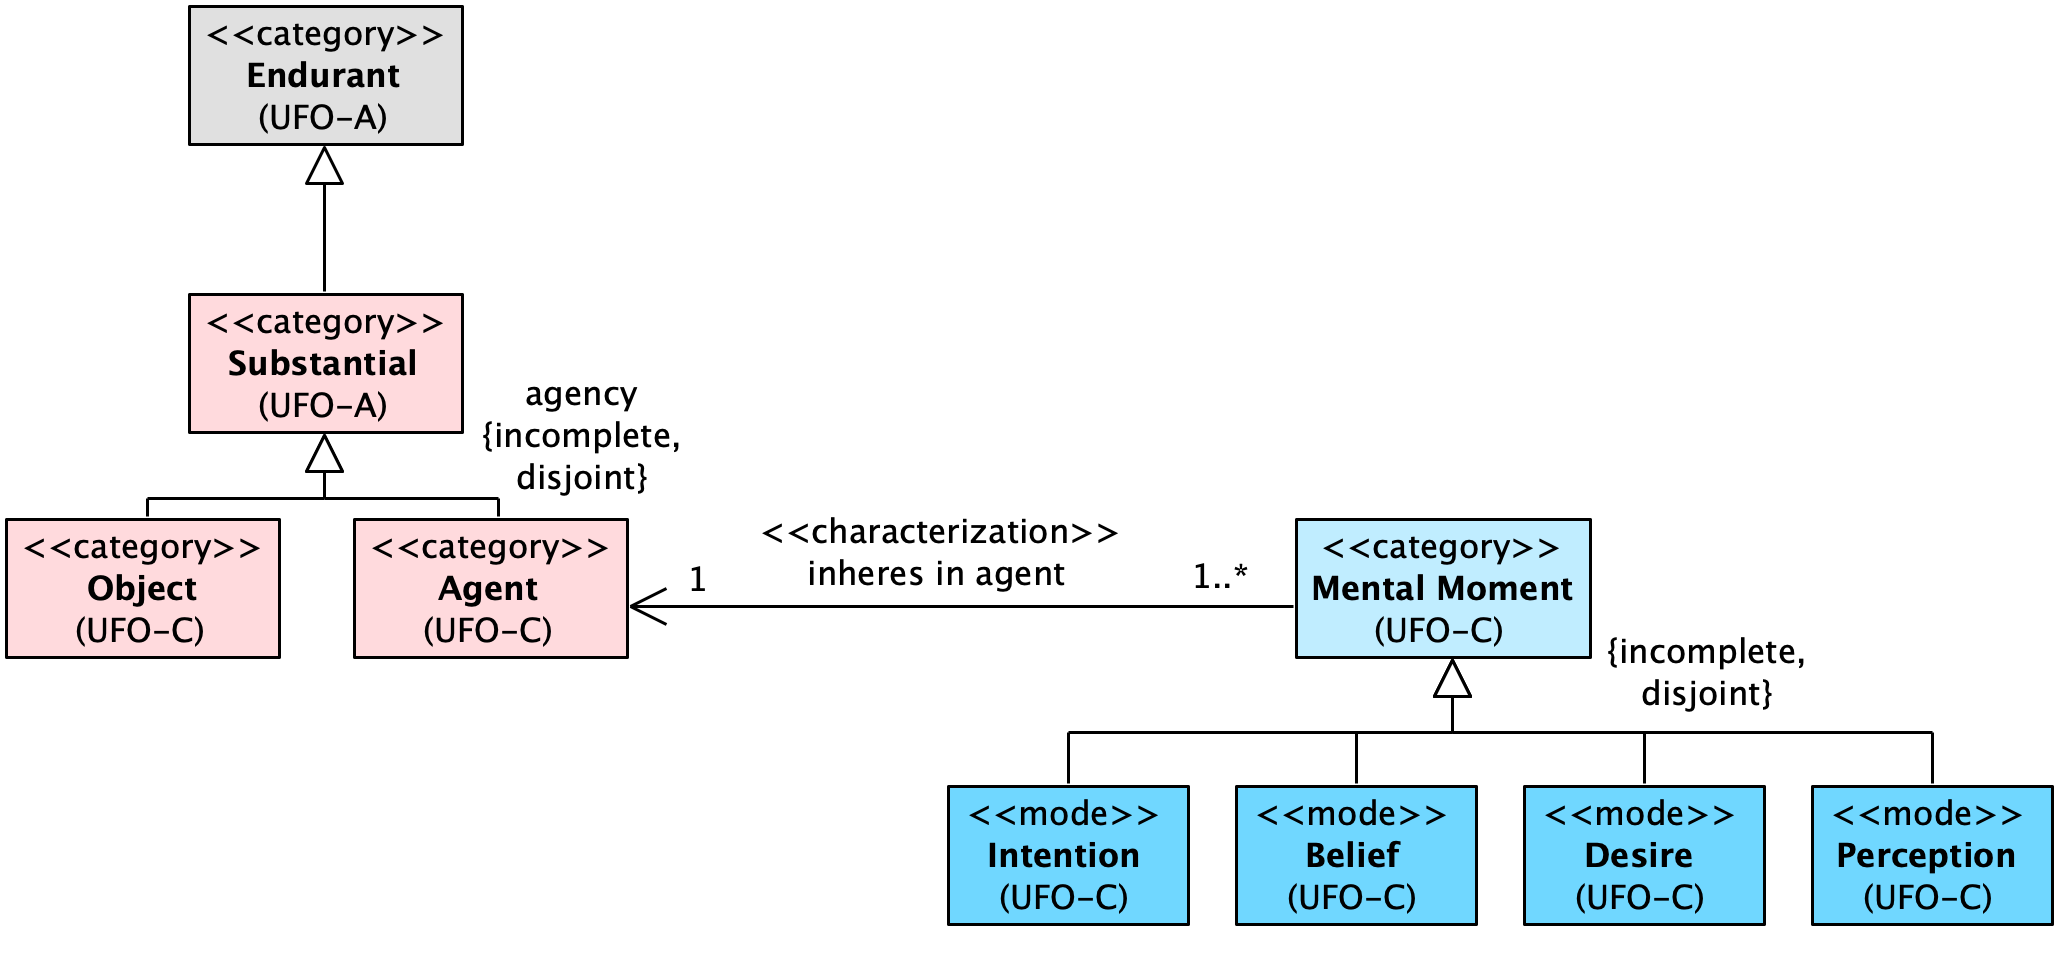 <<category>>
Endurant
(UFO-A)
<<category>>
Substantial
(UFO-A)
agency
{incomplete,
disjoint}
<<category>>
Object
(UFO-C)
<<category>>
Agent
(UFO-C)
1
<<characterization>>
inheres in agent
1..*
<<category>>
Mental Moment
(UFO-C)
{incomplete,
disjoint}
<<mode>>
Intention
(UFO-C)
<<mode>>
Belief
(UFO-C)
<<mode>>
Desire
(UFO-C)
<<mode>>
Perception
(UFO-C)